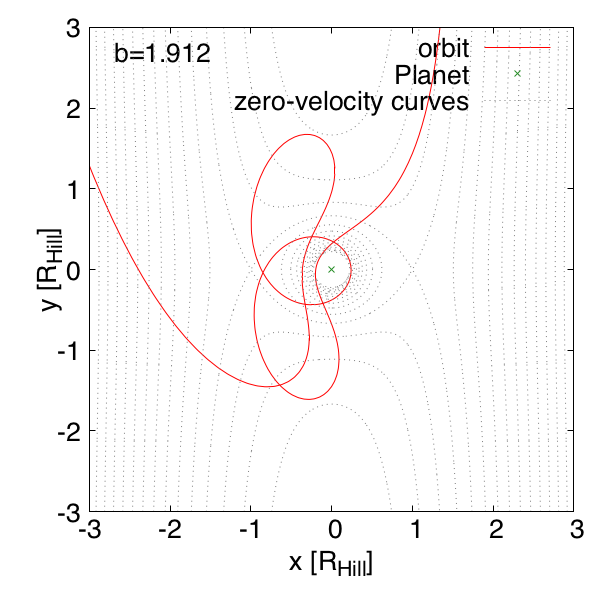 b=1.912
orbit
Planet
zero-velocity curves
3
2
1
0
-1
-2
-3
y [R_Hill]
-3 -2 -1 0 1 2 3
x [R_Hill]